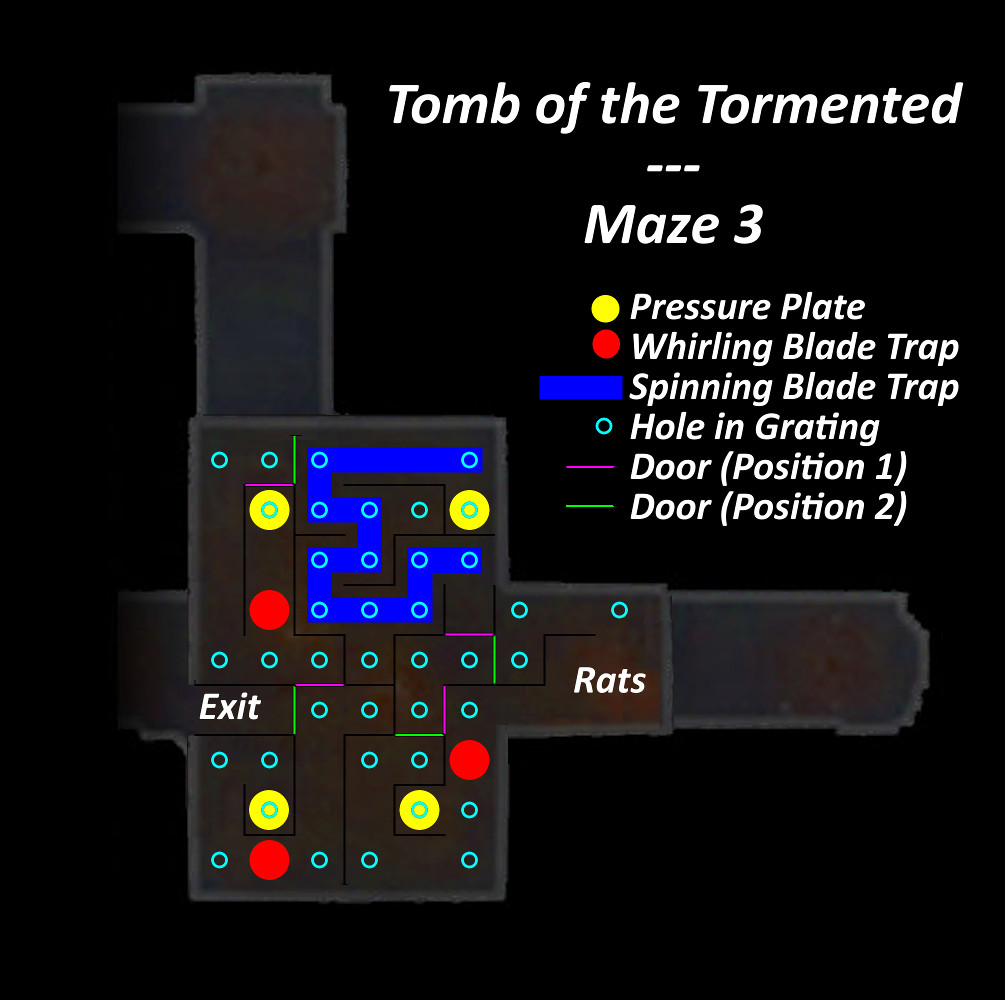 Tomb of the Tormented
---
Maze 3
Pressure Plate
Whirling Blade Trap
Spinning Blade Trap
Hole in Grating
Door (Position 1)
Door (Position 2)
Rats
Exit